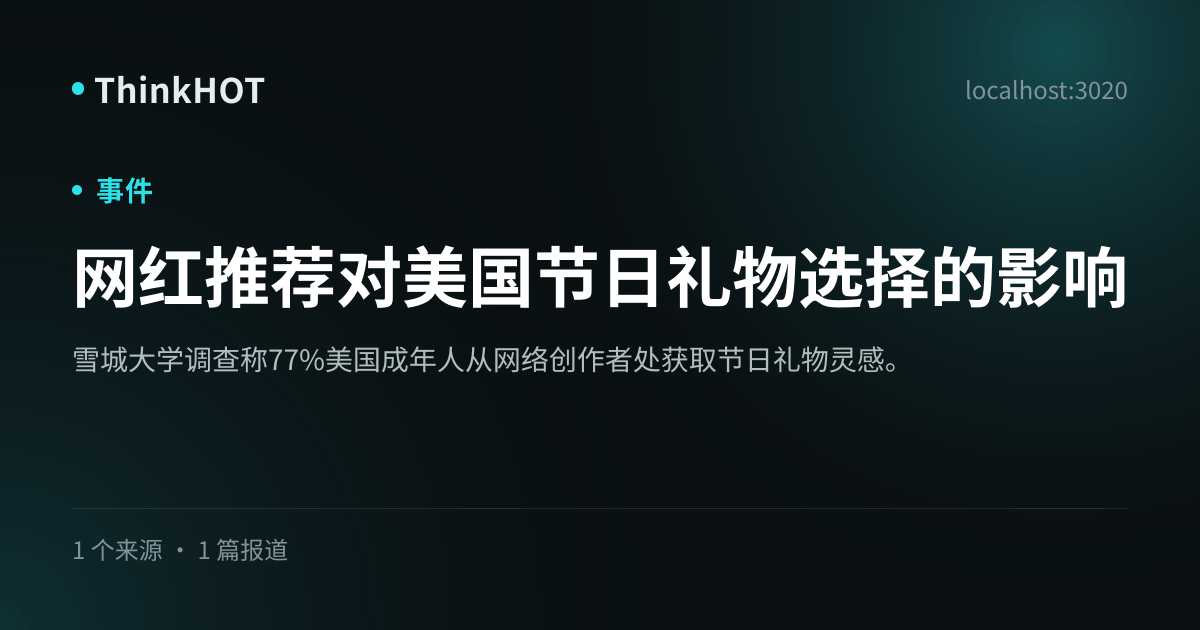 ThinkHOT
localhost:3020
事件
网红推荐对美国节日礼物选择的影响
雪城大学调查称77%美国成年人从网络创作者处获取节日礼物灵感。
1 个来源 · 1 篇报道